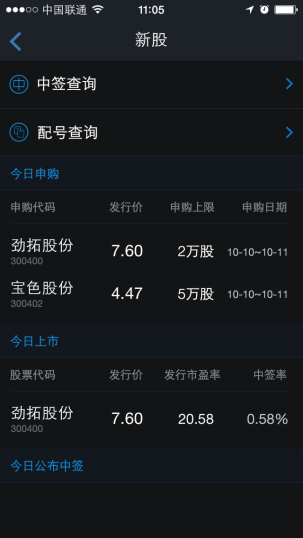 中国联通 11:05
新股
中 中签查询
配号查询
今日申购
申购代码 发行价 申购上限 申购日期
劲拓股份 7.60 2万股 10-10~10-11
300400
宝色股份 4.47 5万股 10-10~10-11
300402
今日上市
股票代码 发行价 发行市盈率 中签率
劲拓股份 7.60 20.58 0.58%
300400
今日公布中签